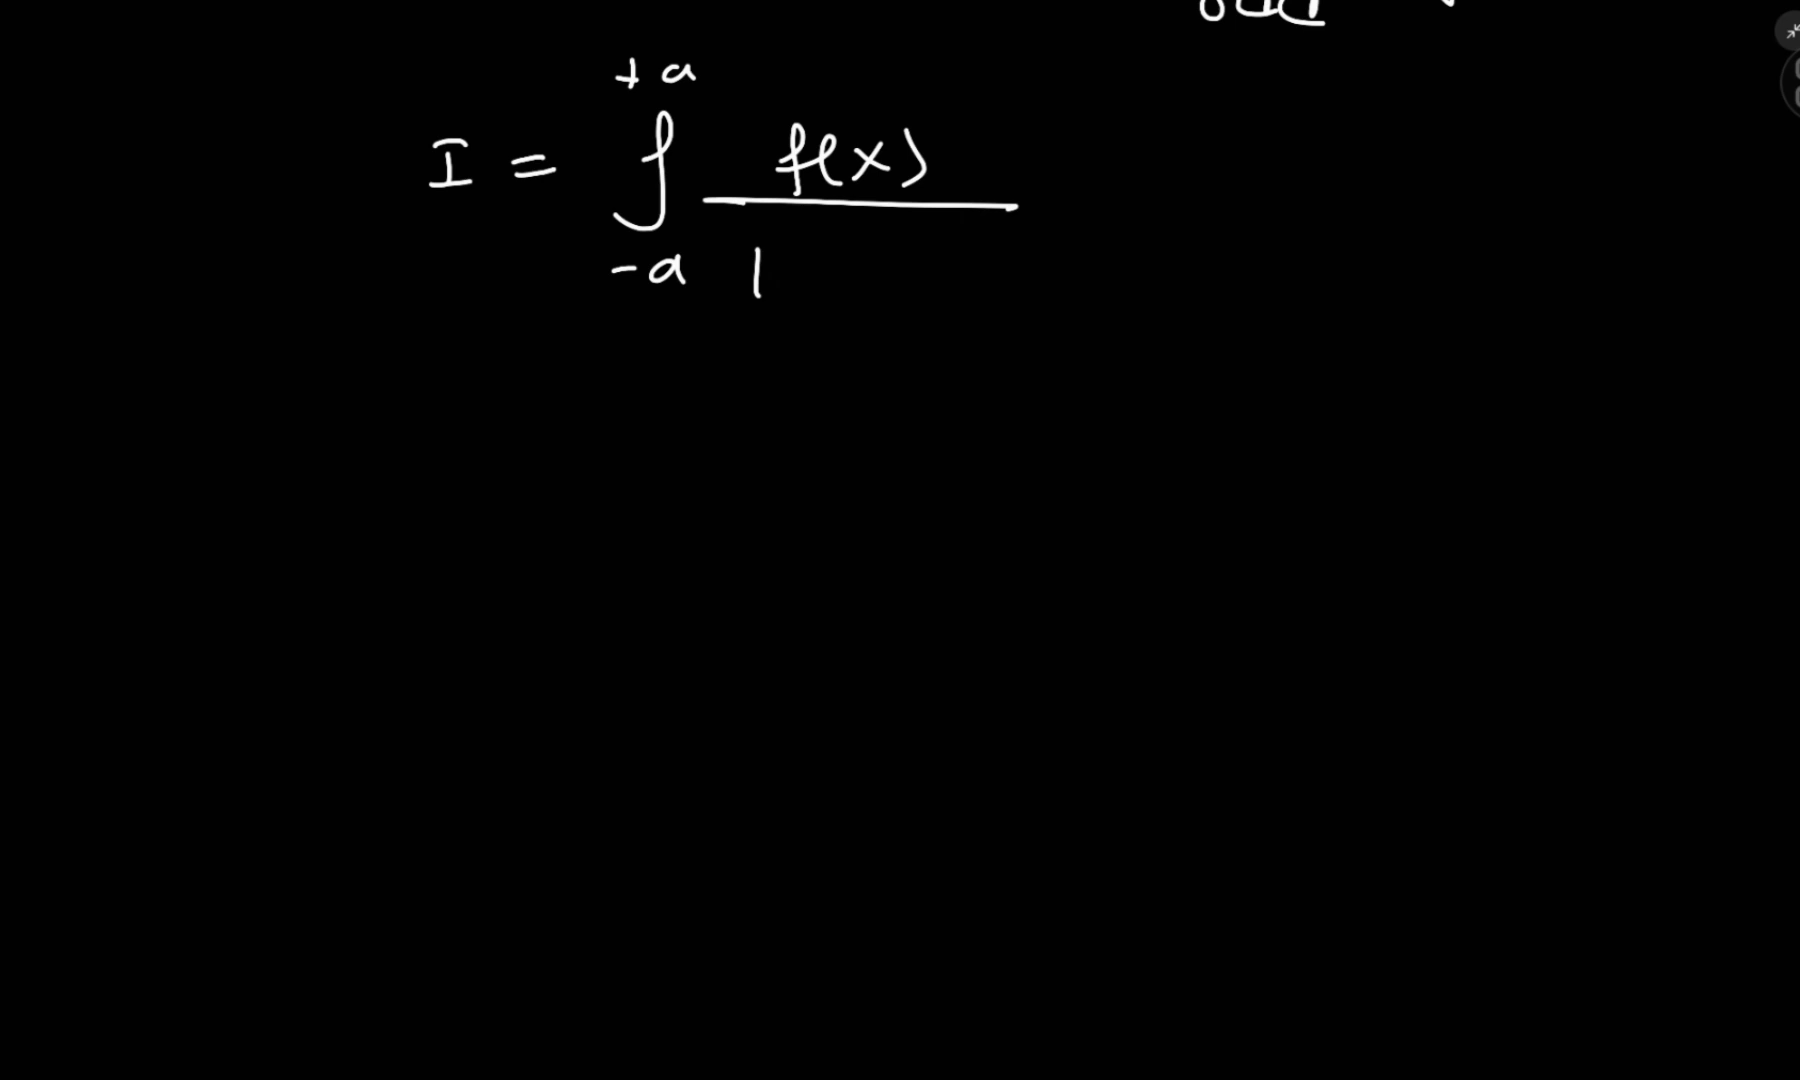 +a
I = ∫ f(x)
-a 1